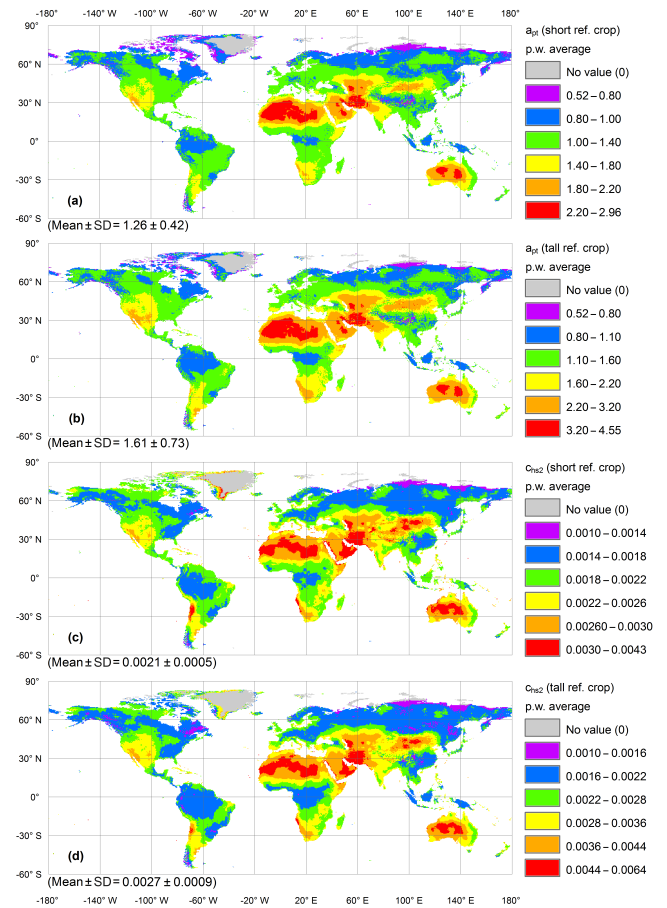 -180° -140° -100° -60° -20° W 20° E 60° E 100° E 140° E 180°
90°
60° N
30° N
0°
-30° S
-60° S
(a)
(Mean ± SD = 1.26 ± 0.42)
a_pt (short ref. crop)
p.w. average
No value (0)
0.52 – 0.80
0.80 – 1.00
1.00 – 1.40
1.40 – 1.80
1.80 – 2.20
2.20 – 2.96
90°
60° N
30° N
0°
-30° S
-60° S
(b)
(Mean ± SD = 1.61 ± 0.73)
a_pt (tall ref. crop)
p.w. average
No value (0)
0.52 – 0.80
0.80 – 1.10
1.10 – 1.60
1.60 – 2.20
2.20 – 3.20
3.20 – 4.55
90°
60° N
30° N
0°
-30° S
-60° S
(c)
(Mean ± SD = 0.0021 ± 0.0005)
c_hs2 (short ref. crop)
p.w. average
No value (0)
0.0010 – 0.0014
0.0014 – 0.0018
0.0018 – 0.0022
0.0022 – 0.0026
0.00260 – 0.0030
0.0030 – 0.0043
90°
60° N
30° N
0°
-30° S
-60° S
(d)
(Mean ± SD = 0.0027 ± 0.0009)
c_hs2 (tall ref. crop)
p.w. average
No value (0)
0.0010 – 0.0016
0.0016 – 0.0022
0.0022 – 0.0028
0.0028 – 0.0036
0.0036 – 0.0044
0.0044 – 0.0064
-180° -140° -100° -60° -20° W 20° E 60° E 100° E 140° E 180°